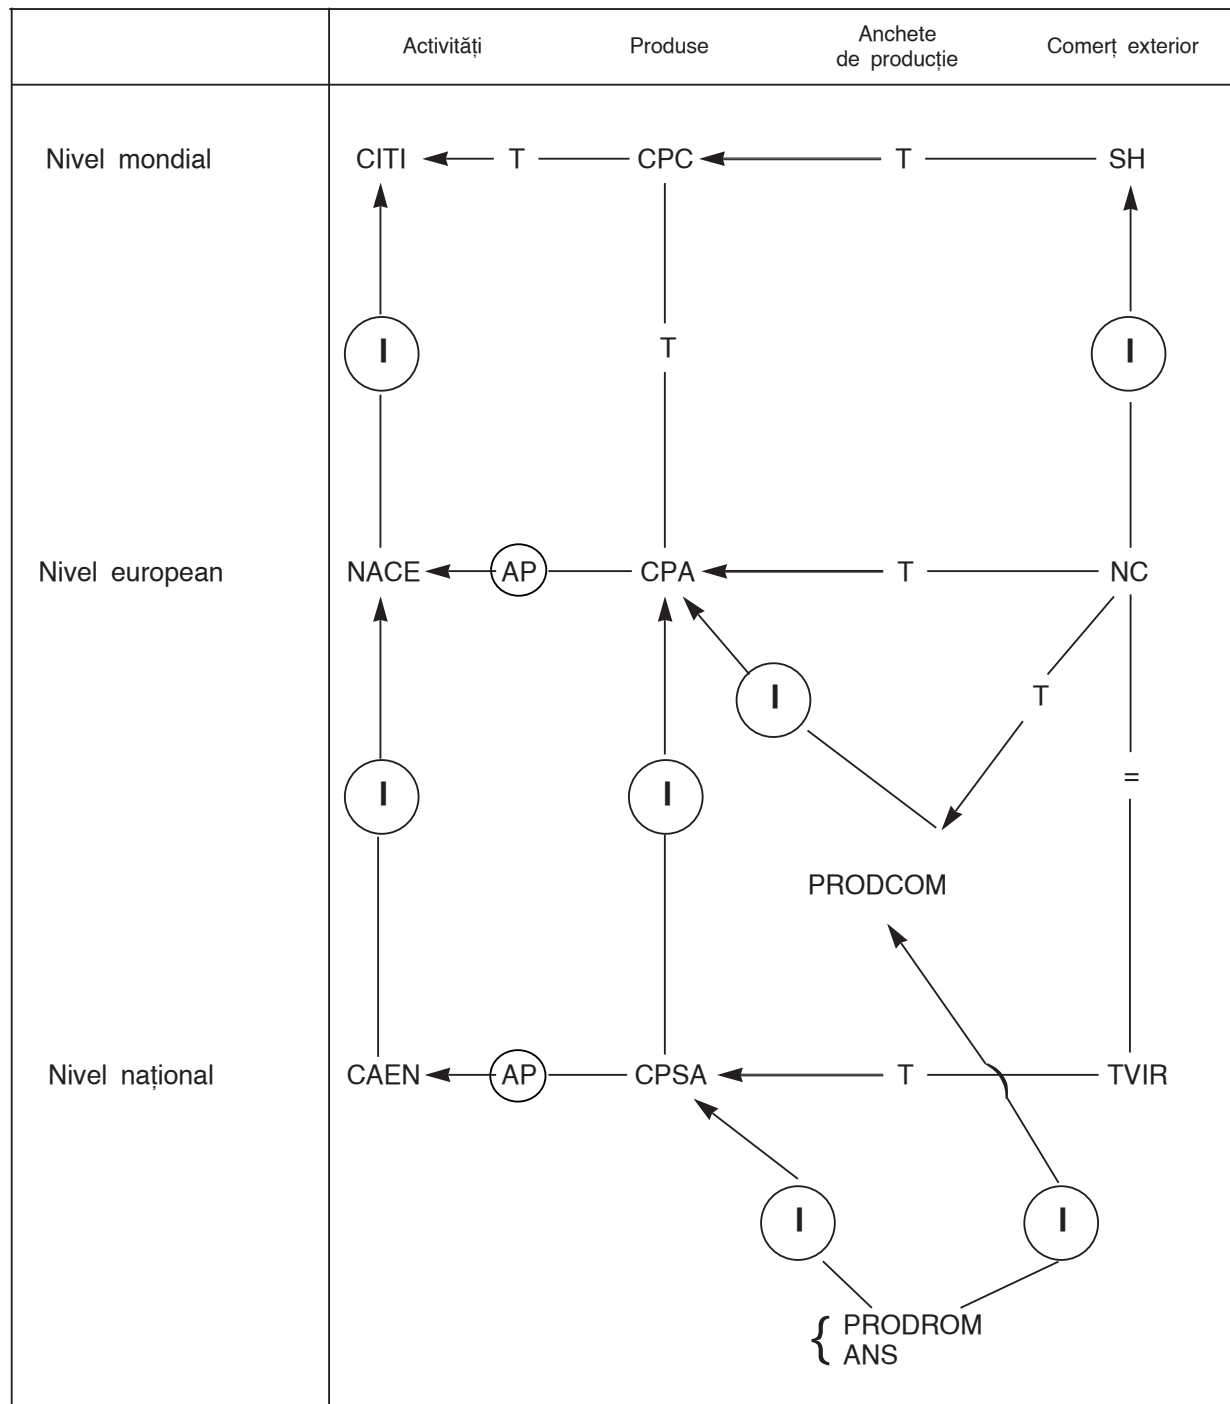 Activități Produse Anchete de producție Comerț exterior
Nivel mondial CITI T CPC T SH
I T I
Nivel european NACE AP CPA T NC
I T
I I =
PRODCOM
Nivel național CAEN AP CPSA T TVIR
I I
{ PRODROM
ANS